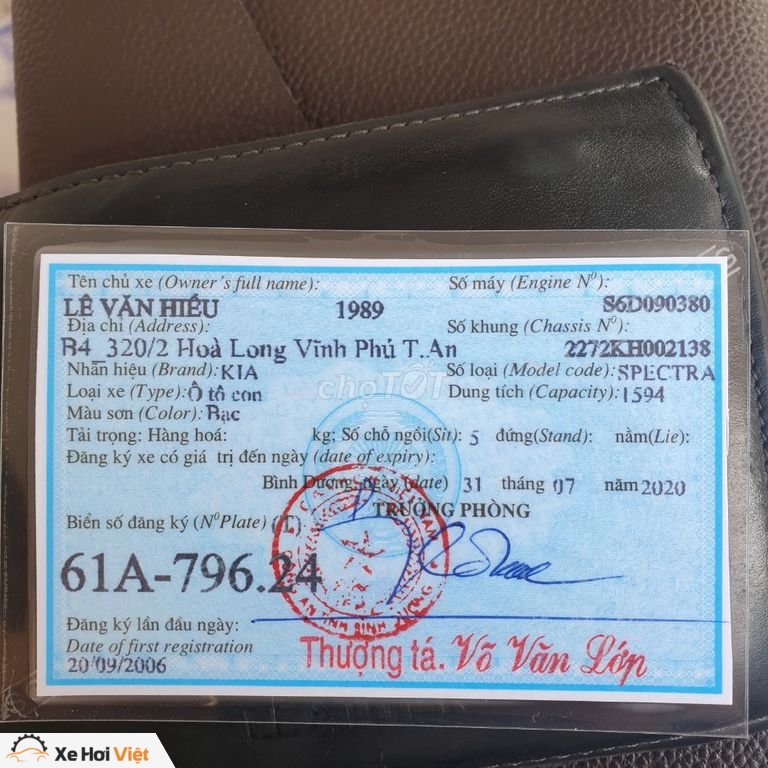 Tên chủ xe (Owner's full name): Số máy (Engine Nº):
LÊ VĂN HIẾU 1989 S6D090380
Địa chỉ (Address): Số khung (Chassis Nº):
B4_320/2 Hoà Long Vĩnh Phú T.An 2272KH002138
Nhãn hiệu (Brand): KIA Số loại (Model code): SPECTRA
Loại xe (Type): Ô tô con Dung tích (Capacity): 1594
Màu sơn (Color): Bạc
Tải trọng: Hàng hoá: kg; Số chỗ ngồi(Sit): 5 đứng(Stand): nằm(Lie):
Đăng ký xe có giá trị đến ngày (date of expiry):
Bình Dương, ngày (date) 31 tháng 07 năm 2020
TRƯỞNG PHÒNG
Biển số đăng ký (NºPlate) (T)
61A-796.24
Đăng ký lần đầu ngày:
Date of first registration
20/09/2006
Thượng tá. Võ Văn Lớp
choTỐT
Xe Hơi Việt